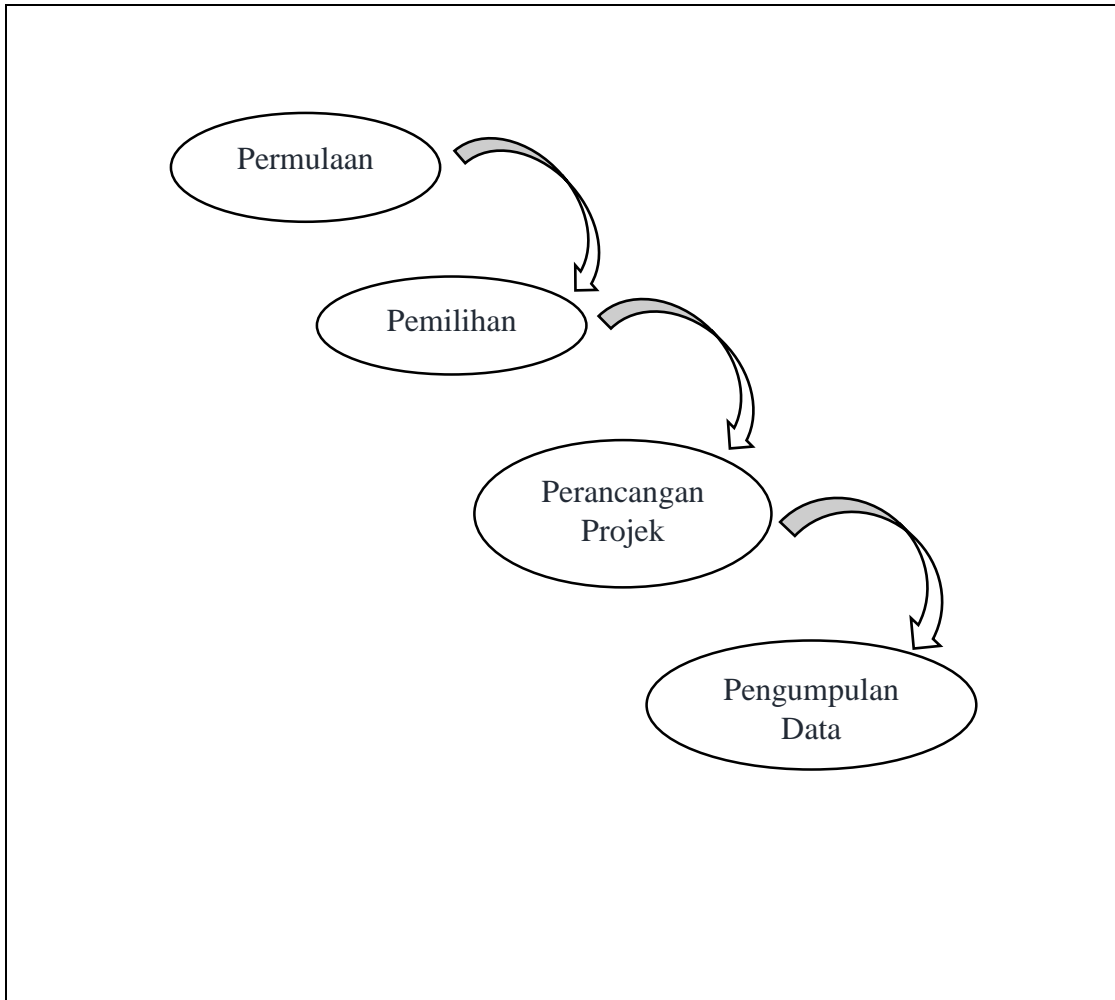 Permulaan
Pemilihan
Perancangan
Projek
Pengumpulan
Data